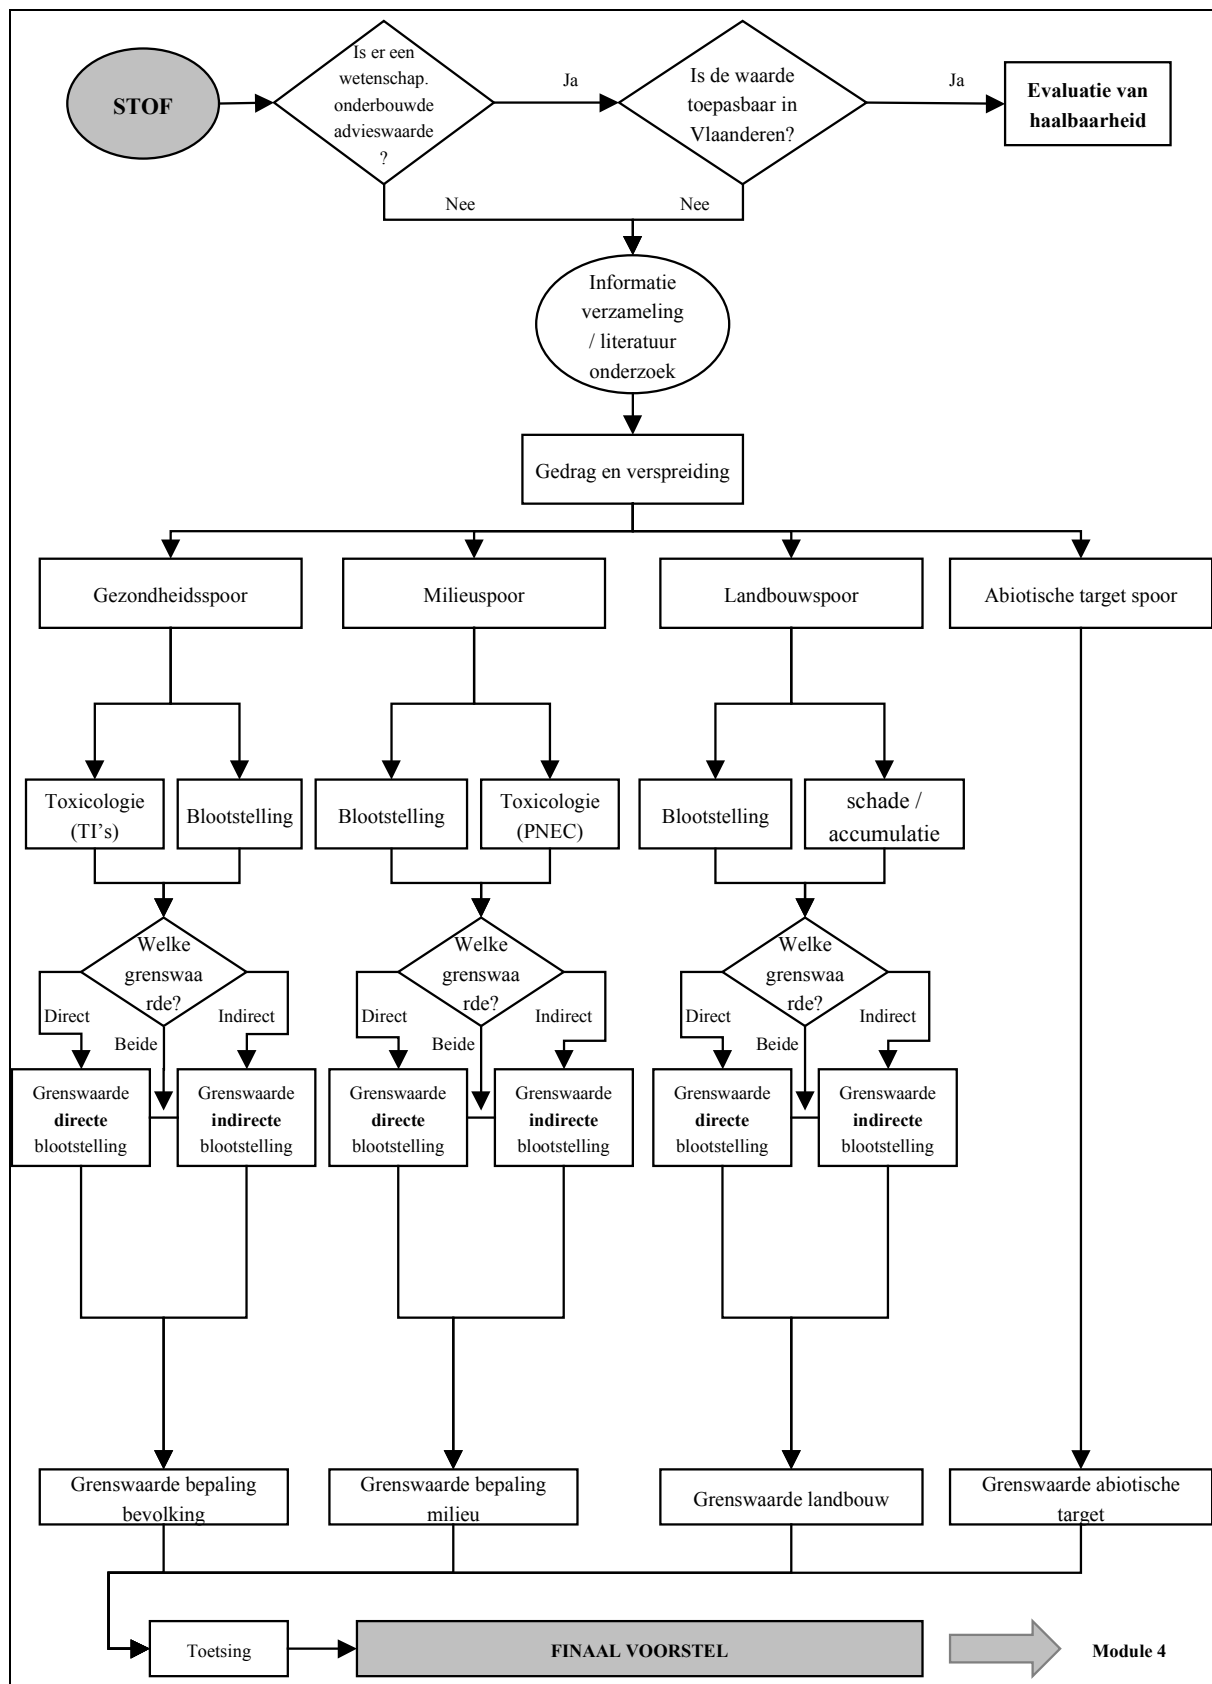 STOF
Is er een
wetenschap.
onderbouwde
advieswaarde
?
Ja
Is de waarde
toepasbaar in
Vlaanderen?
Ja
Evaluatie van
haalbaarheid
Nee
Nee
Informatie
verzameling
/ literatuur
onderzoek
Gedrag en verspreiding
Gezondheidsspoor
Milieuspoor
Landbouwspoor
Abiotische target spoor
Toxicologie
(TI's)
Blootstelling
Blootstelling
Toxicologie
(PNEC)
Blootstelling
schade /
accumulatie
Welke
grenswaa
rde?
Direct
Beide
Indirect
Welke
grenswaa
rde?
Direct
Beide
Indirect
Welke
grenswaa
rde?
Direct
Beide
Indirect
Grenswaarde
directe
blootstelling
Grenswaarde
indirecte
blootstelling
Grenswaarde
directe
blootstelling
Grenswaarde
indirecte
blootstelling
Grenswaarde
directe
blootstelling
Grenswaarde
indirecte
blootstelling
Grenswaarde bepaling
bevolking
Grenswaarde bepaling
milieu
Grenswaarde landbouw
Grenswaarde abiotische
target
Toetsing
FINAAL VOORSTEL
Module 4